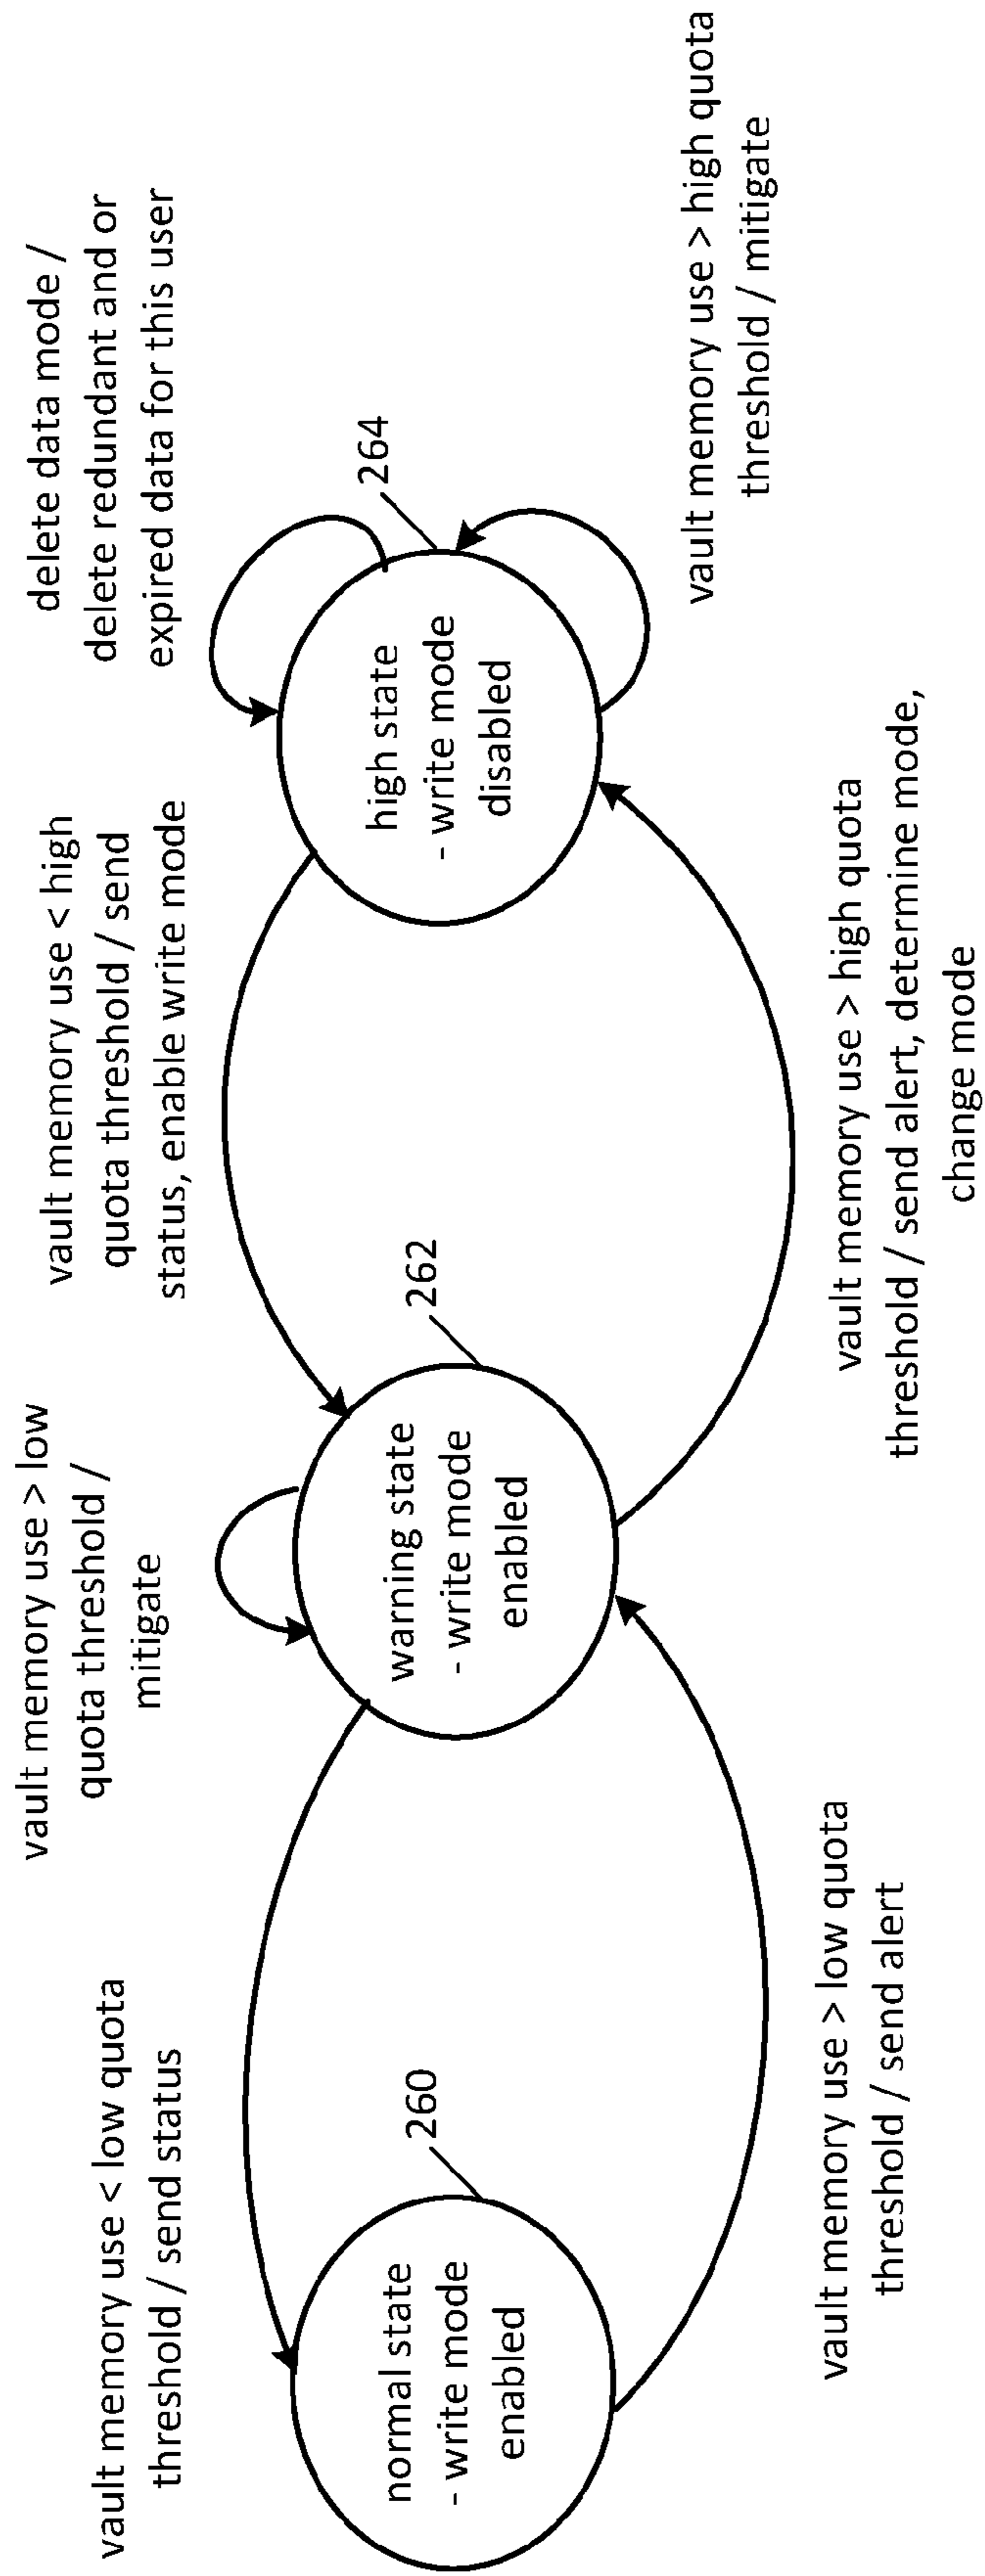 vault memory use < low quota
threshold / send status
vault memory use > low
quota threshold /
mitigate
vault memory use < high
quota threshold / send
status, enable write mode
delete data mode /
delete redundant and or
expired data for this user
260
262
264
normal state
- write mode
enabled
warning state
- write mode
enabled
high state
- write mode
disabled
vault memory use > low quota
threshold / send alert
vault memory use > high quota
threshold / send alert, determine mode,
change mode
vault memory use > high quota
threshold / mitigate